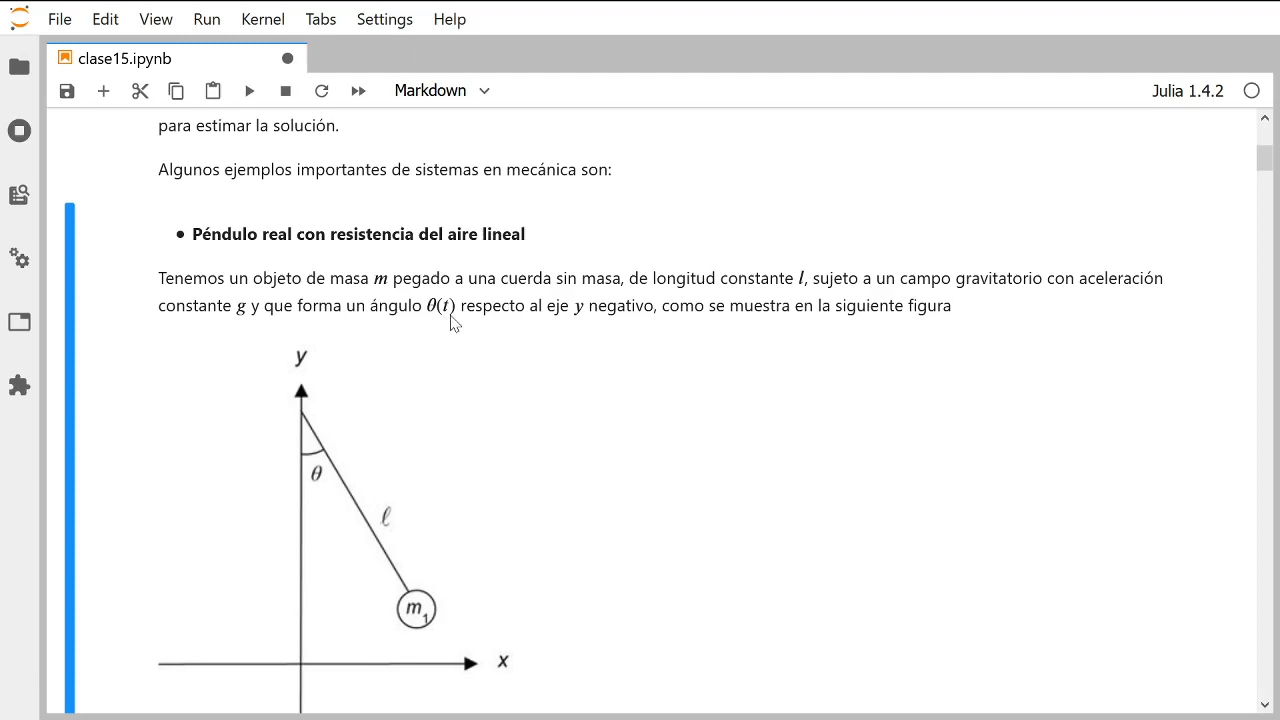 File Edit View Run Kernel Tabs Settings Help
clase15.ipynb
Markdown
Julia 1.4.2
para estimar la solución.
Algunos ejemplos importantes de sistemas en mecánica son:
• Péndulo real con resistencia del aire lineal
Tenemos un objeto de masa m pegado a una cuerda sin masa, de longitud constante l, sujeto a un campo gravitatorio con aceleración
constante g y que forma un ángulo θ(t) respecto al eje y negativo, como se muestra en la siguiente figura
y
θ
ℓ
m₁
x